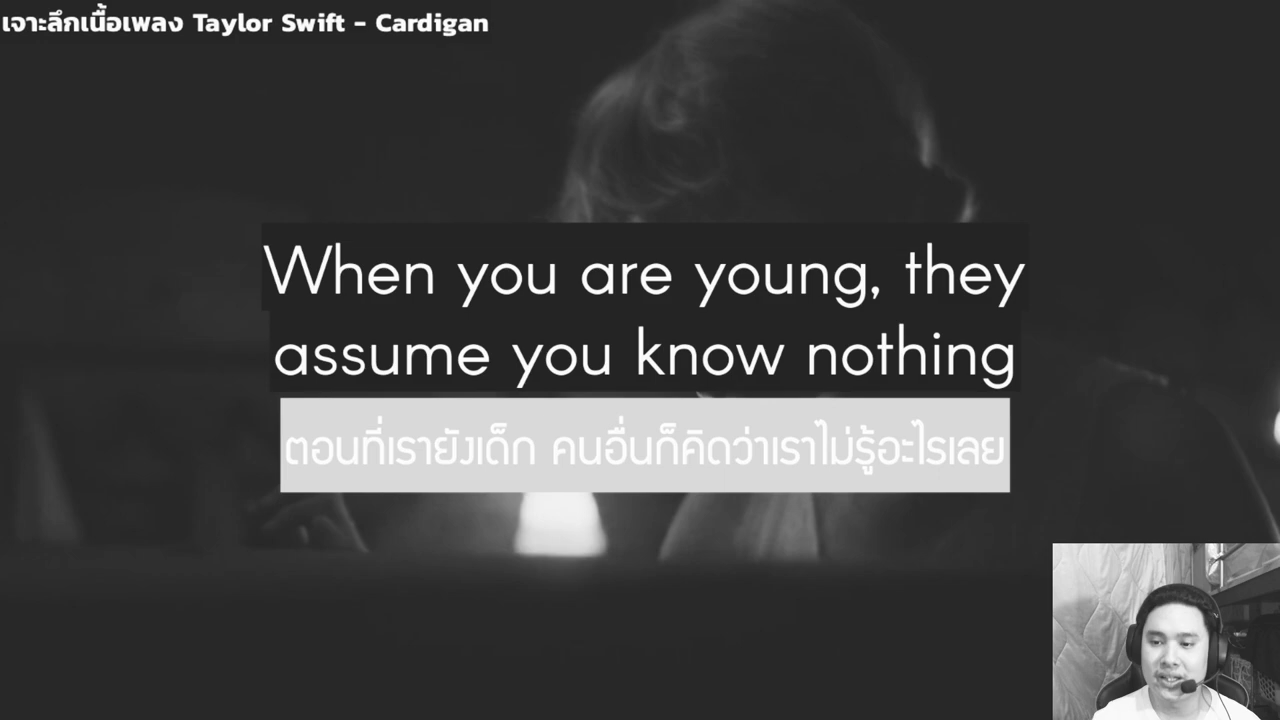 เจาะลึกเนื้อเพลง Taylor Swift - Cardigan
When you are young, they
assume you know nothing
ตอนที่เรายังเด็ก คนอื่นก็คิดว่าเราไม่รู้อะไรเลย